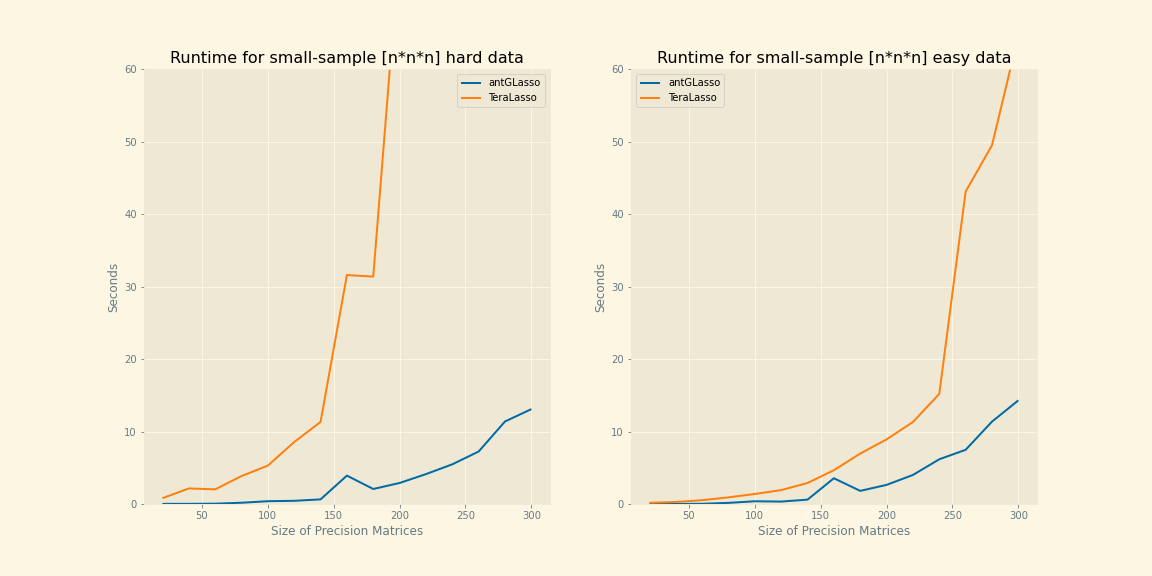 Runtime for small-sample [n*n*n] hard data
60
50
40
30
20
10
0
Seconds
antGLasso
TeraLasso
50
100
150
200
250
300
Size of Precision Matrices
Runtime for small-sample [n*n*n] easy data
60
50
40
30
20
10
0
Seconds
antGLasso
TeraLasso
50
100
150
200
250
300
Size of Precision Matrices